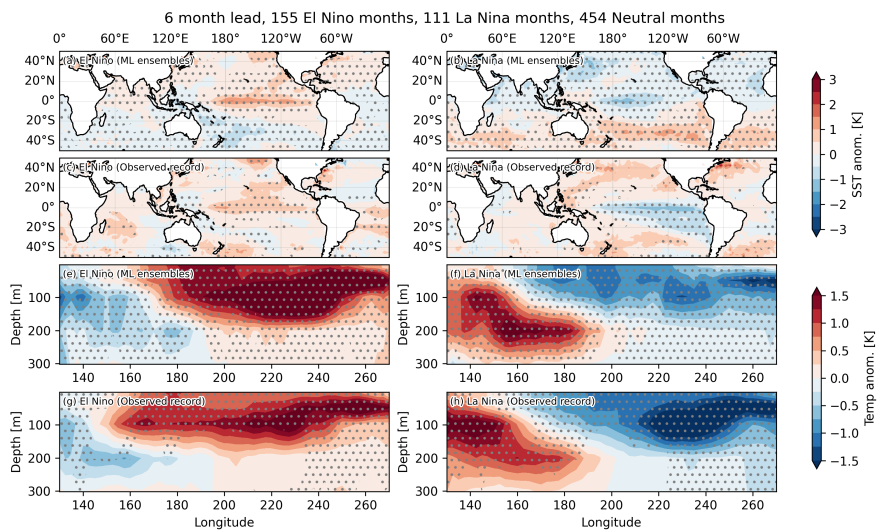 6 month lead, 155 El Nino months, 111 La Nina months, 454 Neutral months
0° 60°E 120°E 180° 120°W 60°W
0° 60°E 120°E 180° 120°W 60°W
(a) El Nino (ML ensembles)
40°N
20°N
0°
20°S
40°S
(b) La Nina (ML ensembles)
40°N
20°N
0°
20°S
40°S
(c) El Nino (Observed record)
40°N
20°N
0°
20°S
40°S
(d) La Nina (Observed record)
40°N
20°N
0°
20°S
40°S
3
2
1
0
−1
−2
−3
SST anom. [K]
(e) El Nino (ML ensembles)
Depth [m]
100
200
300
140 160 180 200 220 240 260
(f) La Nina (ML ensembles)
100
200
300
140 160 180 200 220 240 260
(g) El Nino (Observed record)
Depth [m]
100
200
300
140 160 180 200 220 240 260
Longitude
(h) La Nina (Observed record)
100
200
300
140 160 180 200 220 240 260
Longitude
1.5
1.0
0.5
0.0
−0.5
−1.0
−1.5
Temp anom. [K]